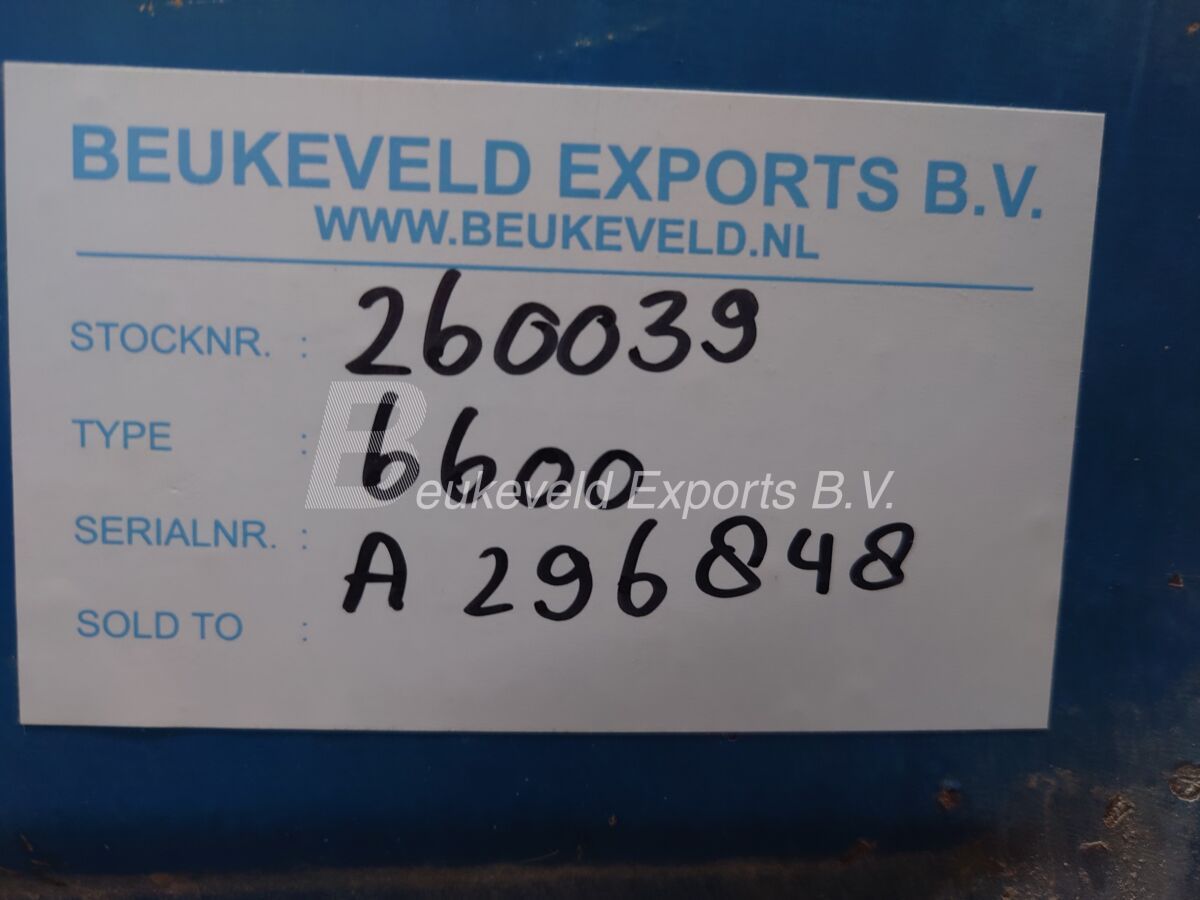 BEUKEVELD EXPORTS B.V.
WWW.BEUKEVELD.NL
STOCKNR. : 260039
TYPE : 6600
Beukeveld Exports B.V.
SERIALNR. : A 296848
SOLD TO :